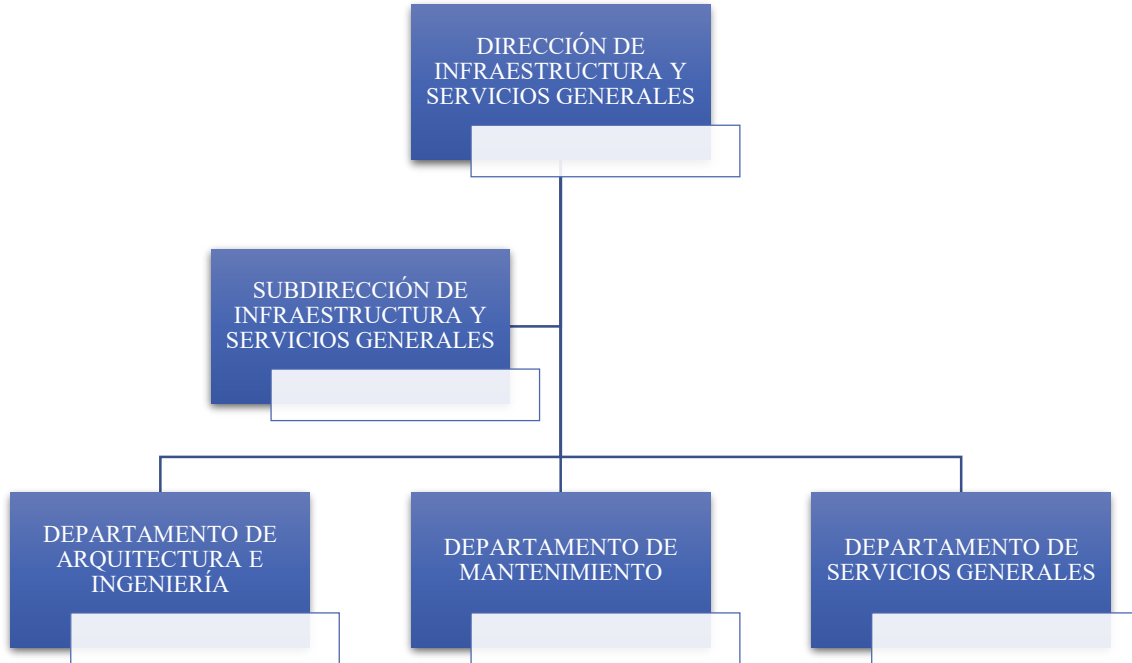 DIRECCIÓN DE
INFRAESTRUCTURA Y
SERVICIOS GENERALES
SUBDIRECCIÓN DE
INFRAESTRUCTURA Y
SERVICIOS GENERALES
DEPARTAMENTO DE
ARQUITECTURA E
INGENIERÍA
DEPARTAMENTO DE
MANTENIMIENTO
DEPARTAMENTO DE
SERVICIOS GENERALES